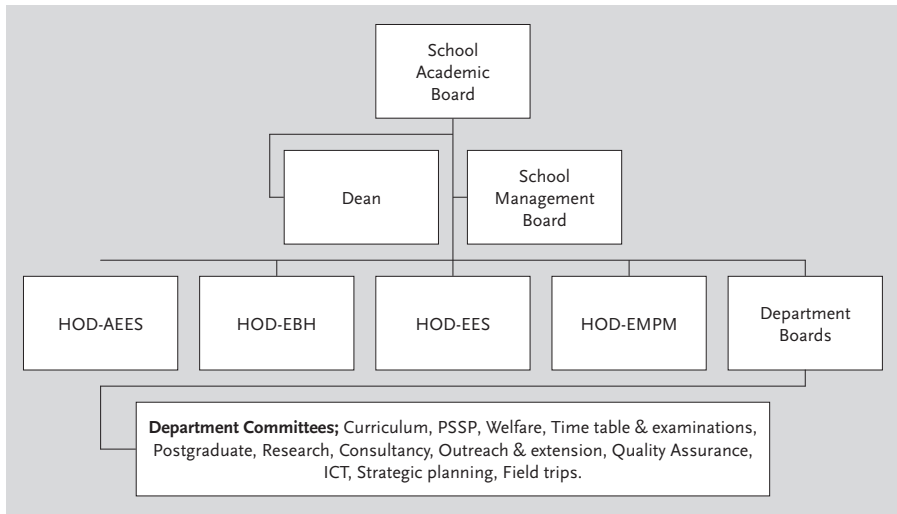 School
Academic
Board
Dean
School
Management
Board
HOD-AEES
HOD-EBH
HOD-EES
HOD-EMPM
Department
Boards
Department Committees; Curriculum, PSSP, Welfare, Time table & examinations,
Postgraduate, Research, Consultancy, Outreach & extension, Quality Assurance,
ICT, Strategic planning, Field trips.